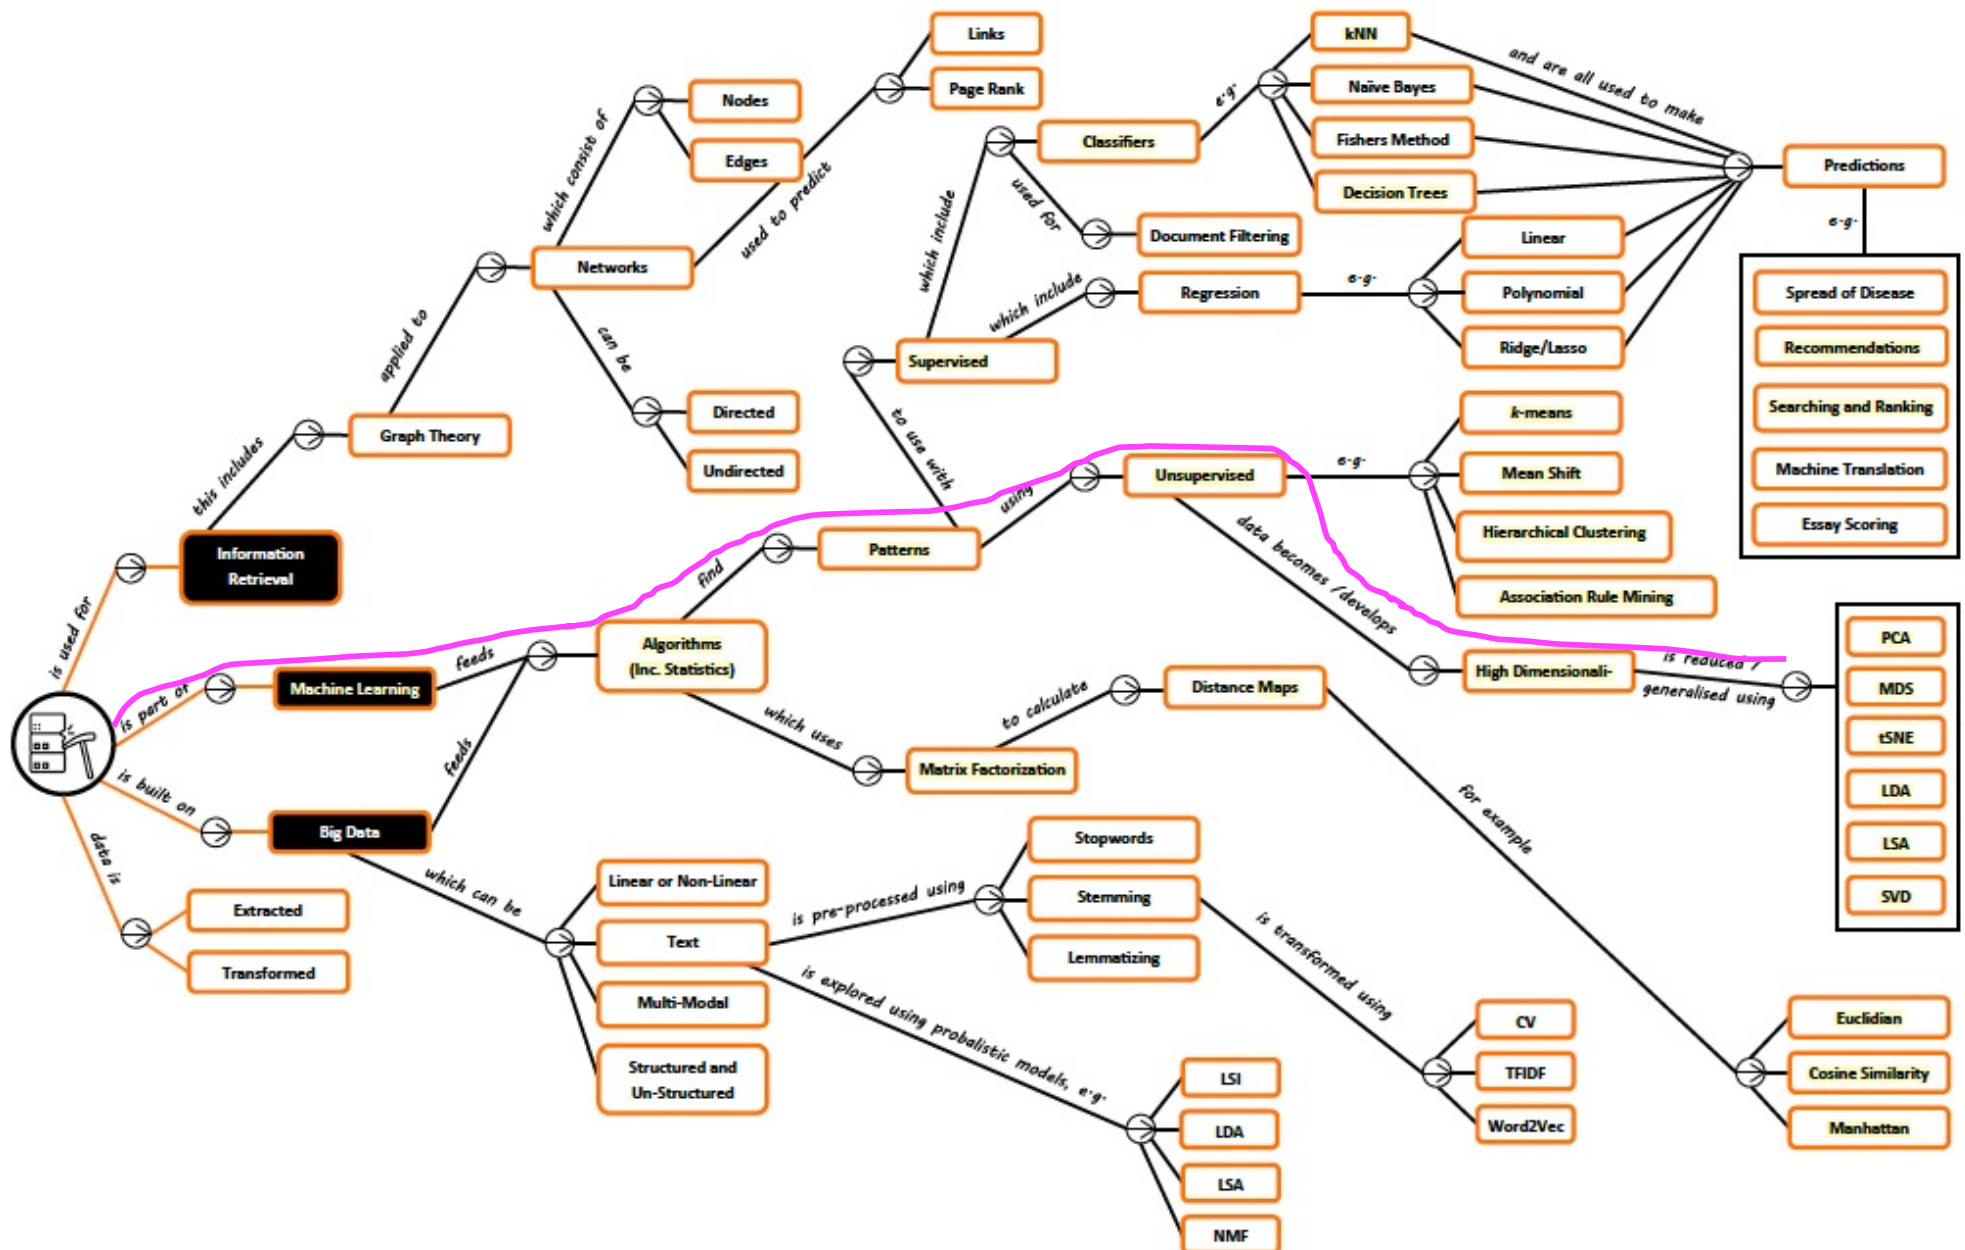 Links
Page Rank
Nodes
Edges
which consist of
used to predict
Networks
applied to
can be
Directed
Undirected
Graph Theory
this includes
Information
Retrieval
is used for
kNN
Naïve Bayes
Fishers Method
Decision Trees
and are all used to make
Predictions
e.g.
Spread of Disease
Recommendations
Searching and Ranking
Machine Translation
Essay Scoring
e.g.
Classifiers
used for
Document Filtering
which include
which include
Regression
e.g.
Linear
Polynomial
Ridge/Lasso
Supervised
to use with
Patterns
using
Unsupervised
e.g.
k-means
Mean Shift
Hierarchical Clustering
Association Rule Mining
data becomes /develops
High Dimensionali-
is reduced /
generalised using
PCA
MDS
tSNE
LDA
LSA
SVD
find
Algorithms
(Inc. Statistics)
feeds
Machine Learning
is part of
which uses
Matrix Factorization
to calculate
Distance Maps
for example
Euclidian
Cosine Similarity
Manhattan
is built on
feeds
Big Data
which can be
Linear or Non-Linear
Text
Multi-Modal
Structured and
Un-Structured
is pre-processed using
Stopwords
Stemming
Lemmatizing
is transformed using
CV
TFIDF
Word2Vec
is explored using probalistic models, e.g.
LSI
LDA
LSA
NMF
data is
Extracted
Transformed